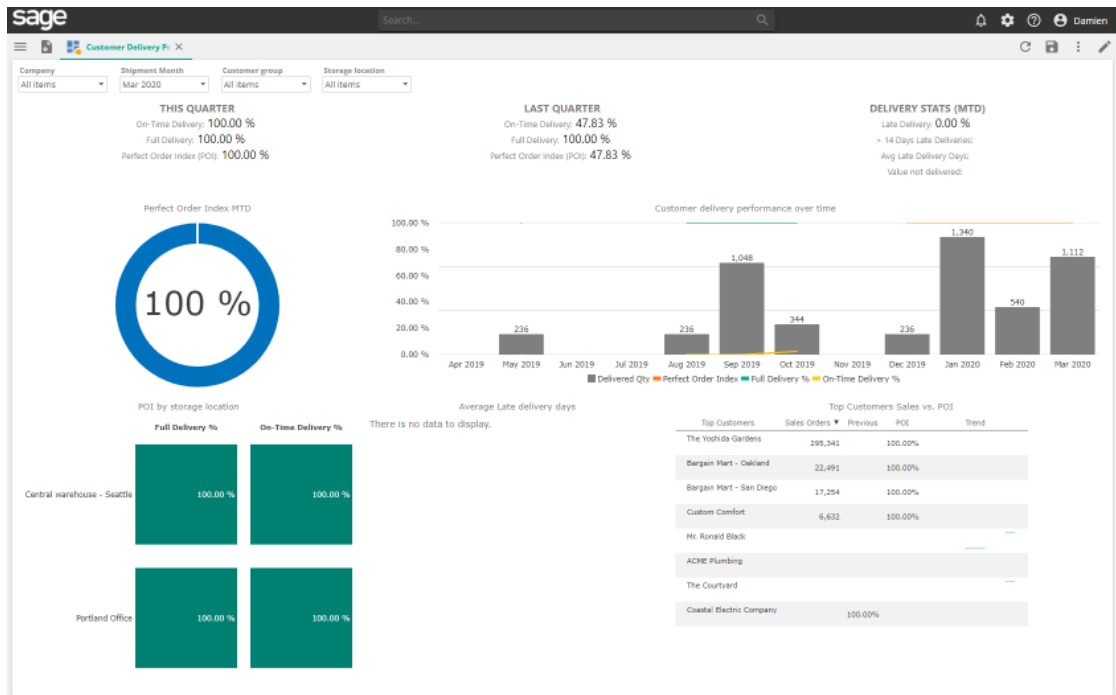 sage
Search...
Damien
Customer Delivery Pe
Company
Shipment Month
Customer group
Storage location
All items
Mar 2020
All items
All items
THIS QUARTER
On-Time Delivery: 100.00 %
Full Delivery: 100.00 %
Perfect Order Index (POI): 100.00 %
LAST QUARTER
On-Time Delivery: 47.83 %
Full Delivery: 100.00 %
Perfect Order Index (POI): 47.83 %
DELIVERY STATS (MTD)
Late Delivery: 0.00 %
> 14 Days Late Deliveries:
Avg Late Delivery Days:
Value not delivered:
Perfect Order Index MTD
100 %
Customer delivery performance over time
100.00 %
80.00 %
60.00 %
40.00 %
20.00 %
0.00 %
236
236
1,048
344
236
1,340
540
1,112
Apr 2019 May 2019 Jun 2019 Jul 2019 Aug 2019 Sep 2019 Oct 2019 Nov 2019 Dec 2019 Jan 2020 Feb 2020 Mar 2020
Delivered Qty Perfect Order Index Full Delivery % On-Time Delivery %
POI by storage location
Full Delivery % On-Time Delivery %
Central warehouse - Seattle 100.00 % 100.00 %
Portland Office 100.00 % 100.00 %
Average Late delivery days
There is no data to display.
Top Customers Sales vs. POI
Top Customers Sales Orders ▼ Previous POI Trend
The Yoshida Gardens 295,341 100.00%
Bargain Mart - Oakland 22,491 100.00%
Bargain Mart - San Diego 17,254 100.00%
Custom Comfort 6,632 100.00%
Mr. Ronald Black
ACME Plumbing
The Courtyard
Coastal Electric Company 100.00%